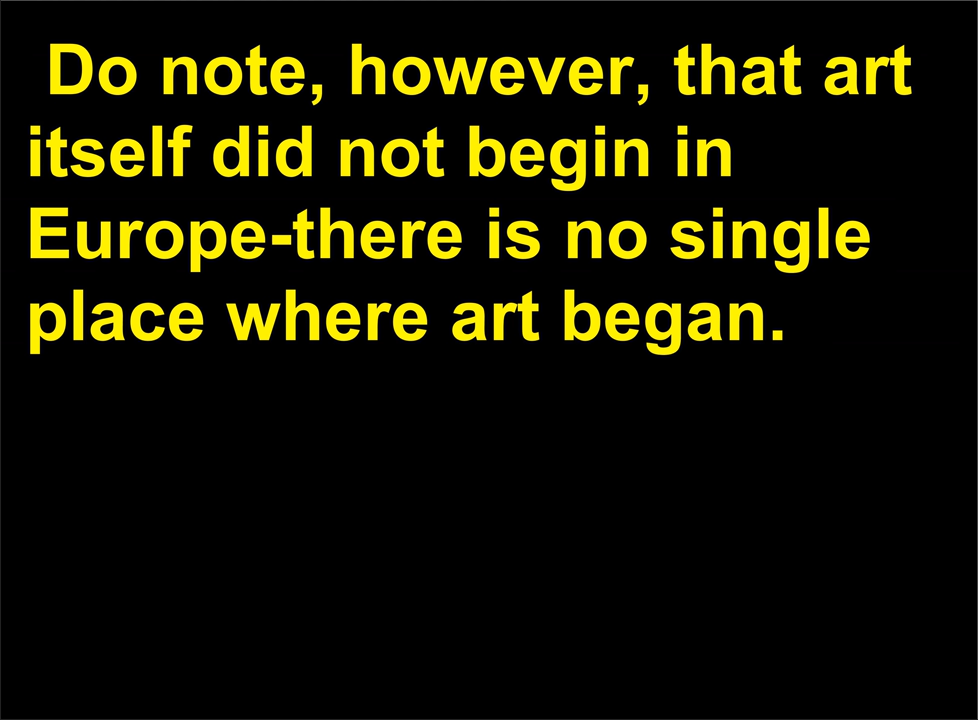 Do note, however, that art
itself did not begin in
Europe-there is no single
place where art began.